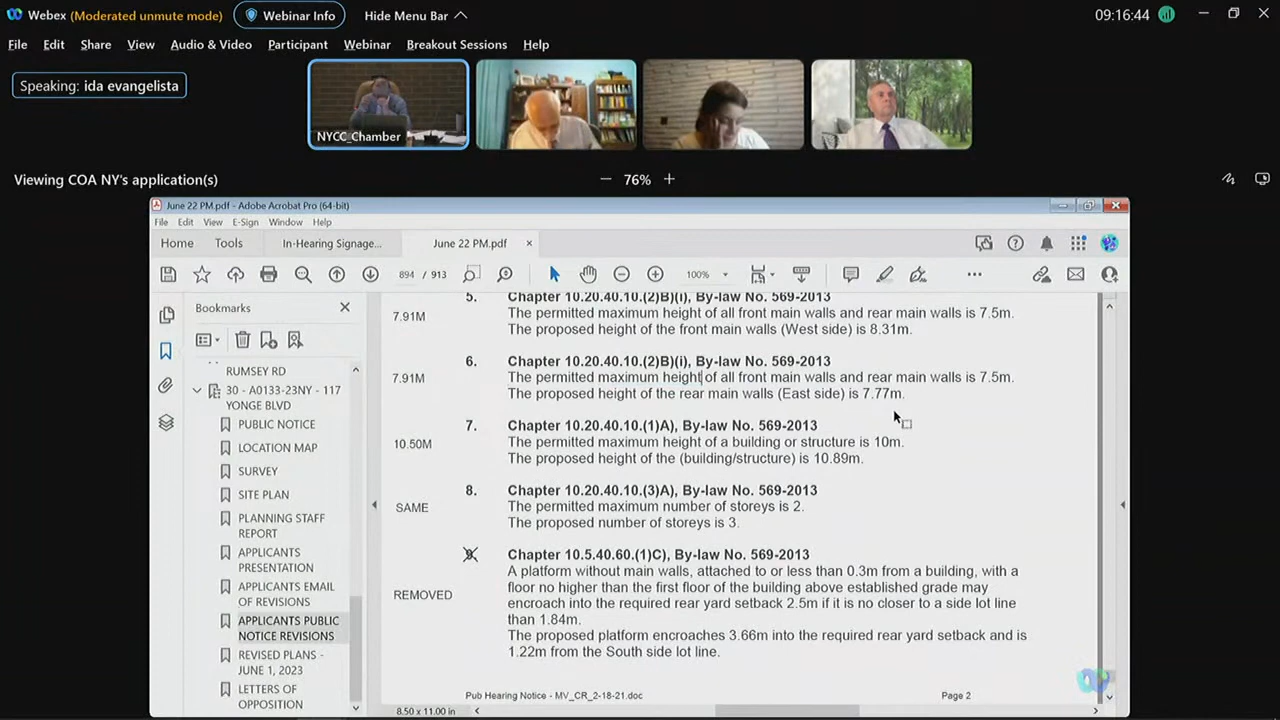 Webex (Moderated unmute mode) Webinar Info Hide Menu Bar 09:16:44
File Edit Share View Audio & Video Participant Webinar Breakout Sessions Help
Speaking: ida evangelista
NYCC_Chamber
Viewing COA NY's application(s) 76%
June 22 PM.pdf - Adobe Acrobat Pro (64-bit)
File Edit View E-Sign Window Help
Home Tools In-Hearing Signage... June 22 PM.pdf ×
894 / 913 100%
Bookmarks
RUMSEY RD
30 - A0133-23NY - 117
YONGE BLVD
PUBLIC NOTICE
LOCATION MAP
SURVEY
SITE PLAN
PLANNING STAFF
REPORT
APPLICANTS
PRESENTATION
APPLICANTS EMAIL
OF REVISIONS
APPLICANTS PUBLIC
NOTICE REVISIONS
REVISED PLANS -
JUNE 1, 2023
LETTERS OF
OPPOSITION
5. Chapter 10.20.40.10.(2)B)(i), By-law No. 569-2013
7.91M
The permitted maximum height of all front main walls and rear main walls is 7.5m.
The proposed height of the front main walls (West side) is 8.31m.
6. Chapter 10.20.40.10.(2)B)(i), By-law No. 569-2013
7.91M
The permitted maximum height of all front main walls and rear main walls is 7.5m.
The proposed height of the rear main walls (East side) is 7.77m.
7. Chapter 10.20.40.10.(1)A), By-law No. 569-2013
10.50M
The permitted maximum height of a building or structure is 10m.
The proposed height of the (building/structure) is 10.89m.
8. Chapter 10.20.40.10.(3)A), By-law No. 569-2013
SAME
The permitted maximum number of storeys is 2.
The proposed number of storeys is 3.
9. Chapter 10.5.40.60.(1)C), By-law No. 569-2013
REMOVED
A platform without main walls, attached to or less than 0.3m from a building, with a
floor no higher than the first floor of the building above established grade may
encroach into the required rear yard setback 2.5m if it is no closer to a side lot line
than 1.84m.
The proposed platform encroaches 3.66m into the required rear yard setback and is
1.22m from the South side lot line.
Pub Hearing Notice - MV_CR_2-18-21.doc Page 2
8.50 x 11.00 in